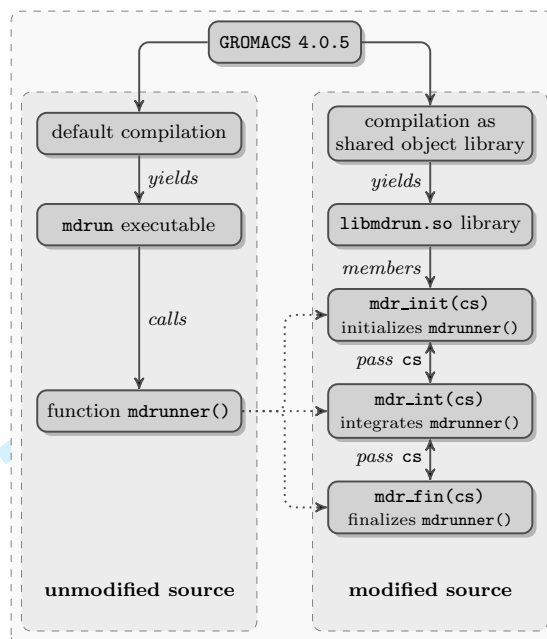 GROMACS 4.0.5
default compilation
yields
mdrun executable
calls
function mdrunner()
unmodified source
compilation as
shared object library
yields
libmdrun.so library
members
mdr_init(cs)
initializes mdrunner()
pass cs
mdr_int(cs)
integrates mdrunner()
pass cs
mdr_fin(cs)
finalizes mdrunner()
modified source